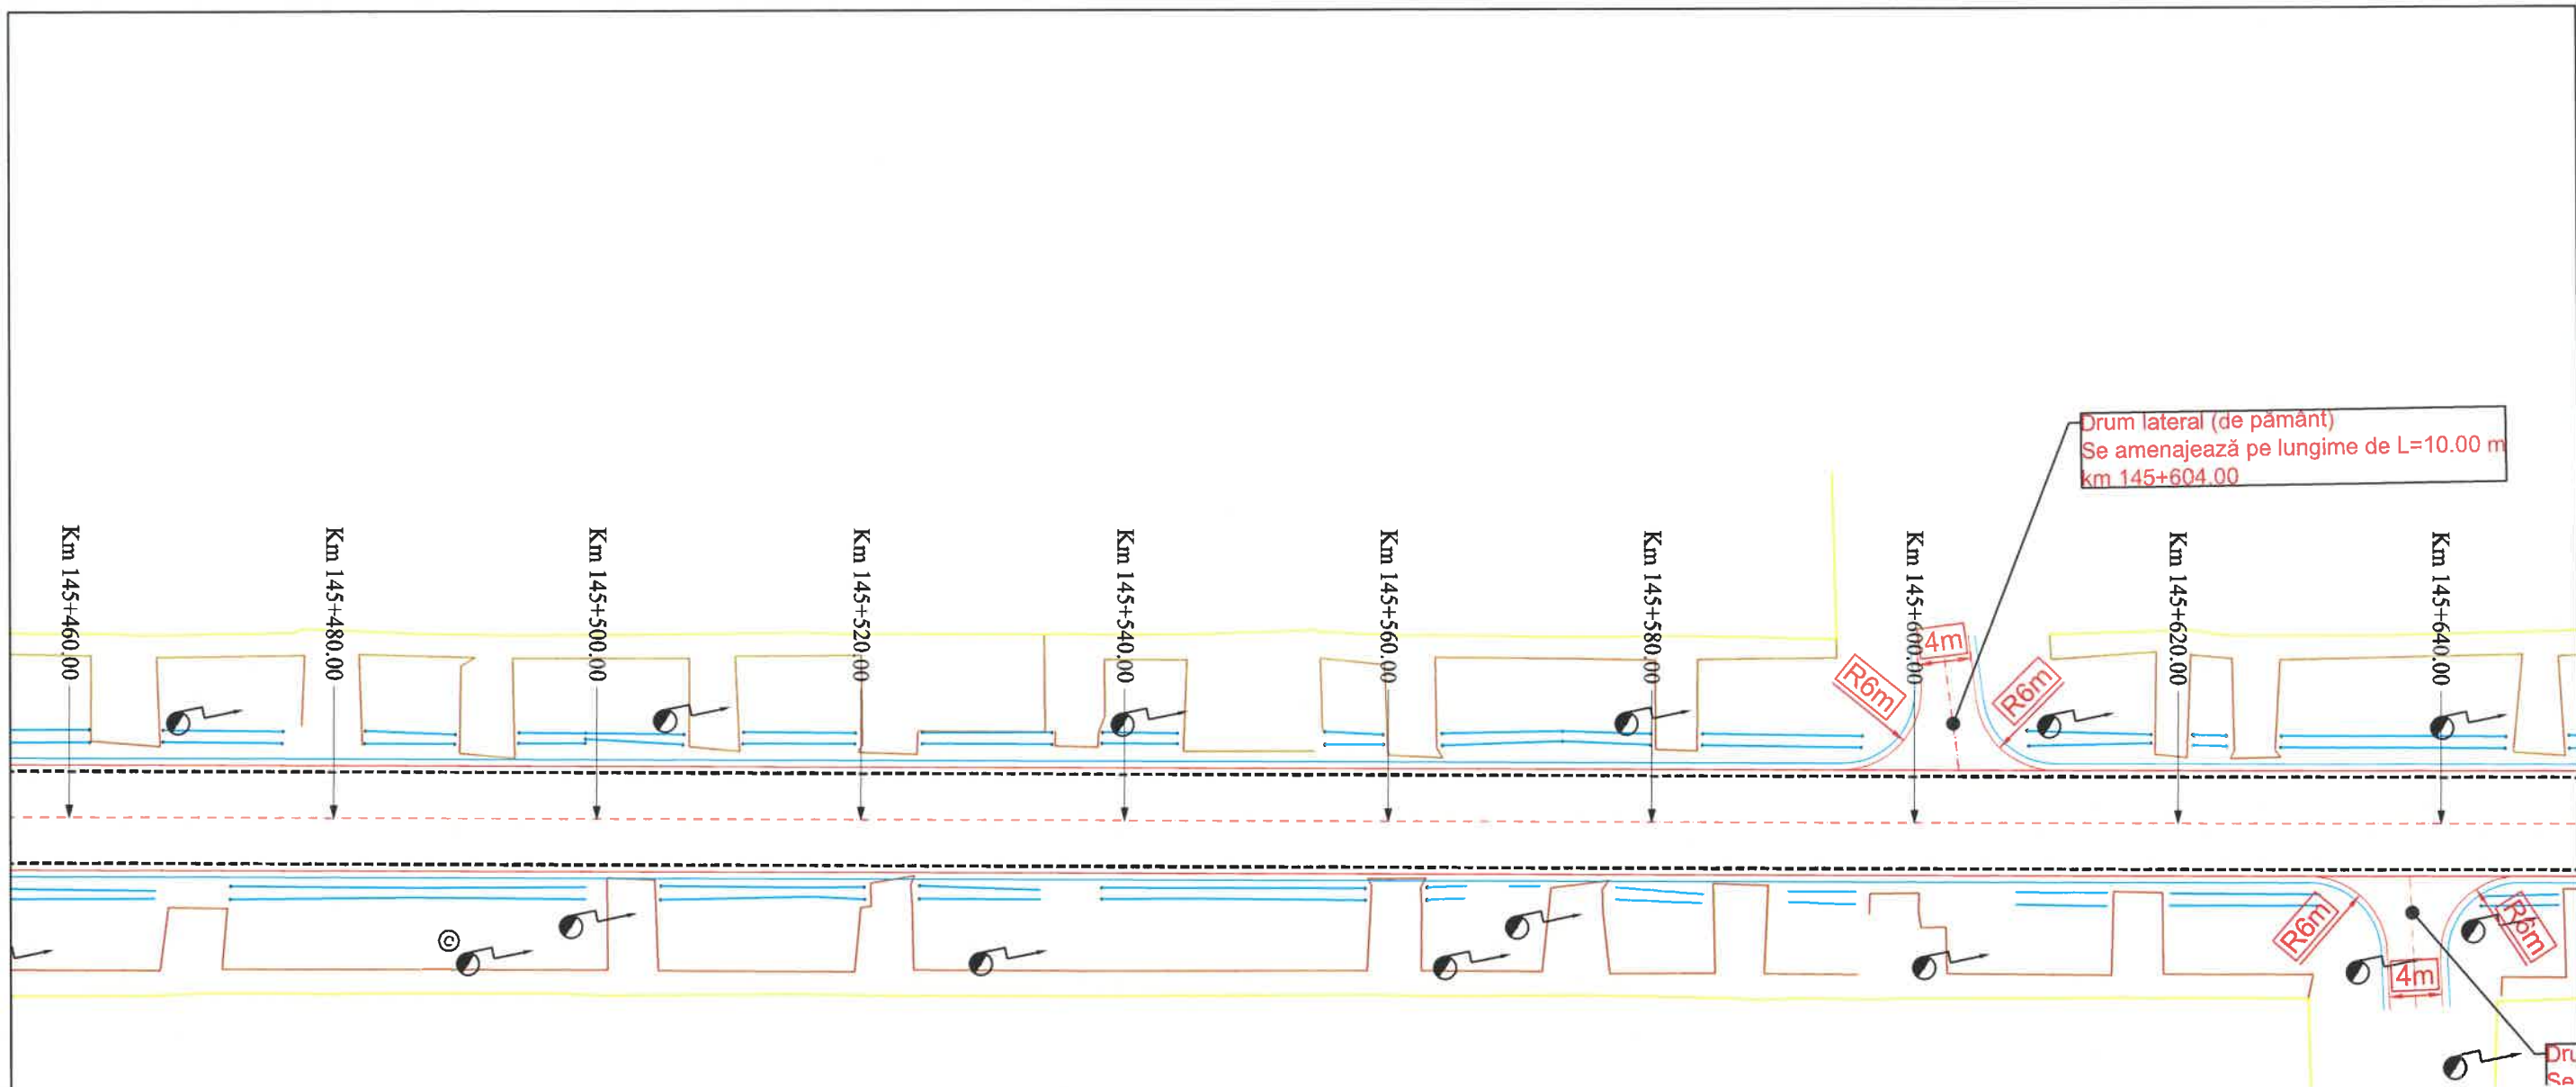 Drum lateral (de pământ)
Se amenajează pe lungime de L=10.00 m
km 145+604.00
Km 145+460.00
Km 145+480.00
Km 145+500.00
Km 145+520.00
Km 145+540.00
Km 145+560.00
Km 145+580.00
Km 145+600.00
Km 145+620.00
Km 145+640.00
4m
R6m
R6m
©
R6m
R6m
4m
Dru
Se